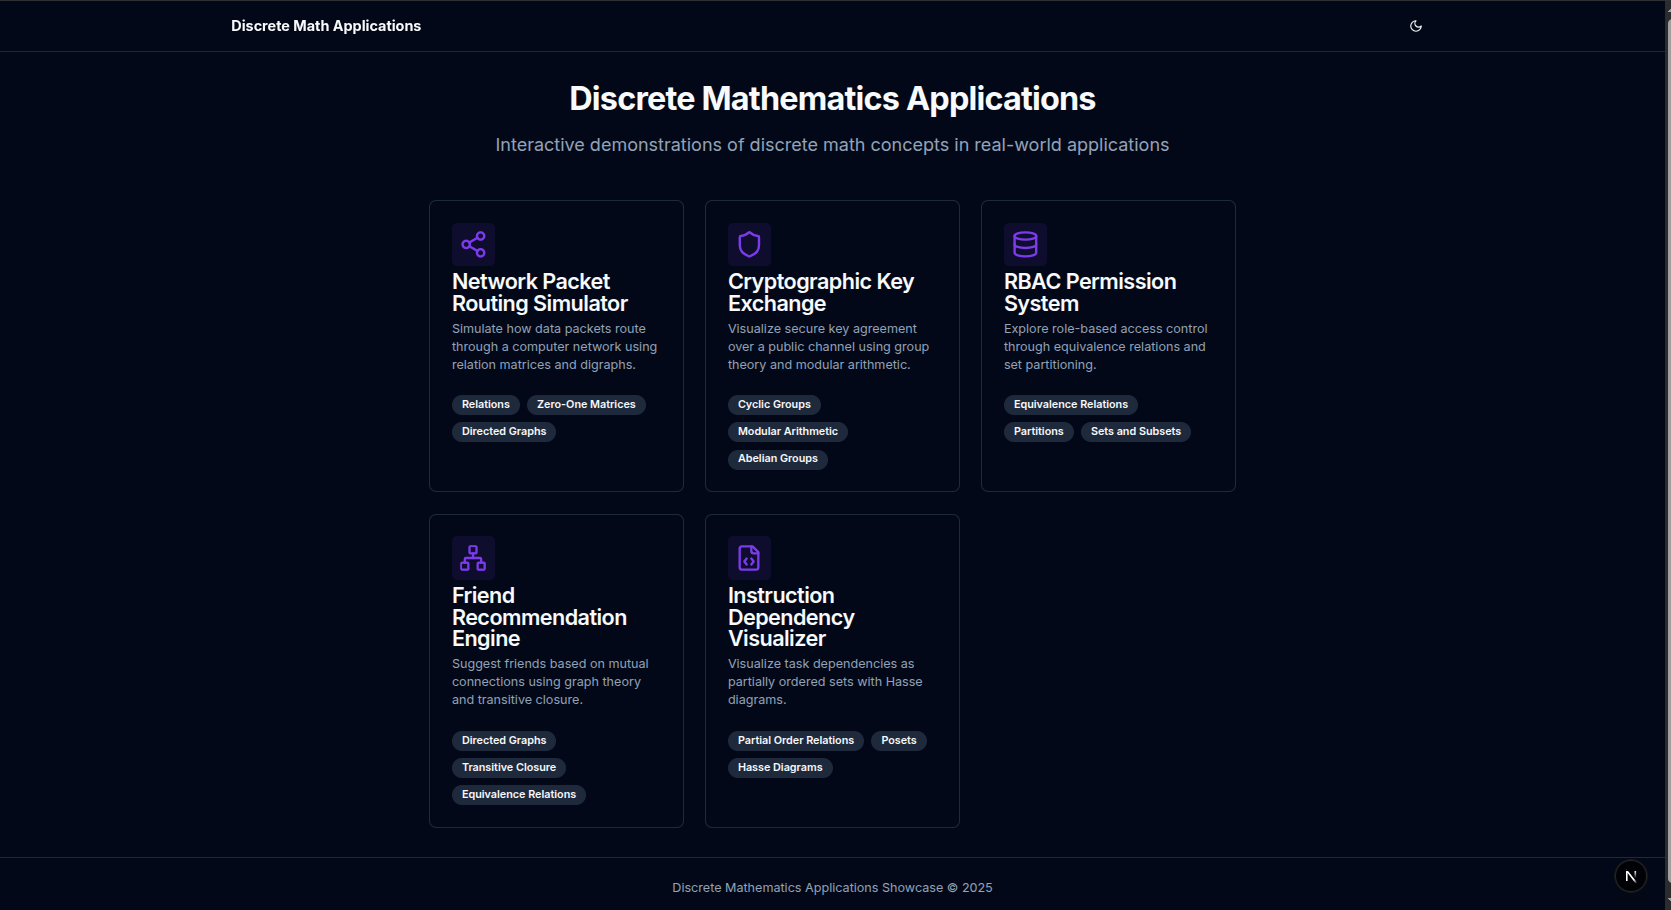 Discrete Math Applications
Discrete Mathematics Applications
Interactive demonstrations of discrete math concepts in real-world applications
Network Packet
Routing Simulator
Simulate how data packets route
through a computer network using
relation matrices and digraphs.
Relations
Zero-One Matrices
Directed Graphs
Cryptographic Key
Exchange
Visualize secure key agreement
over a public channel using group
theory and modular arithmetic.
Cyclic Groups
Modular Arithmetic
Abelian Groups
RBAC Permission
System
Explore role-based access control
through equivalence relations and
set partitioning.
Equivalence Relations
Partitions
Sets and Subsets
Friend
Recommendation
Engine
Suggest friends based on mutual
connections using graph theory
and transitive closure.
Directed Graphs
Transitive Closure
Equivalence Relations
Instruction
Dependency
Visualizer
Visualize task dependencies as
partially ordered sets with Hasse
diagrams.
Partial Order Relations
Posets
Hasse Diagrams
Discrete Mathematics Applications Showcase © 2025
N